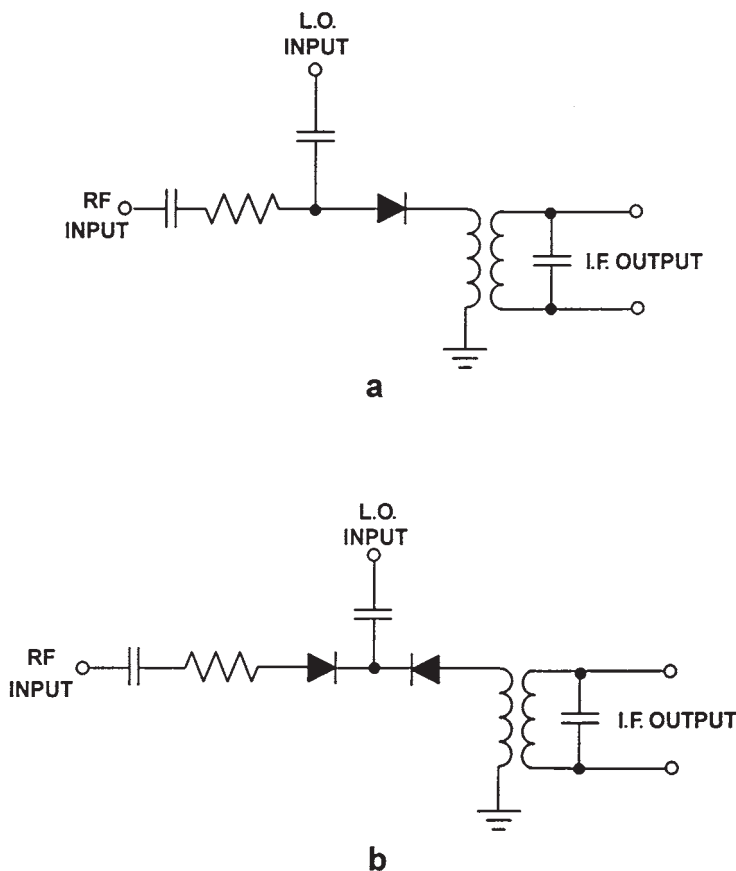 L.O.
INPUT
RF
INPUT
I.F. OUTPUT
a
L.O.
INPUT
RF
INPUT
I.F. OUTPUT
b